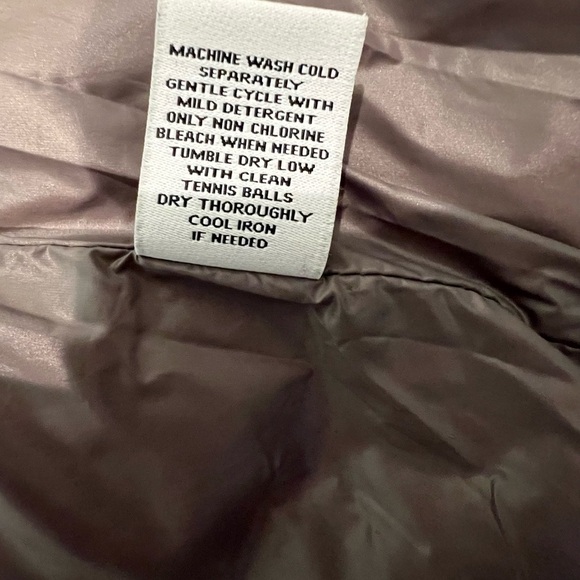 MACHINE WASH COLD
SEPARATELY
GENTLE CYCLE WITH
MILD DETERGENT
ONLY NON CHLORINE
BLEACH WHEN NEEDED
TUMBLE DRY LOW
WITH CLEAN
TENNIS BALLS
DRY THOROUGHLY
COOL IRON
IF NEEDED